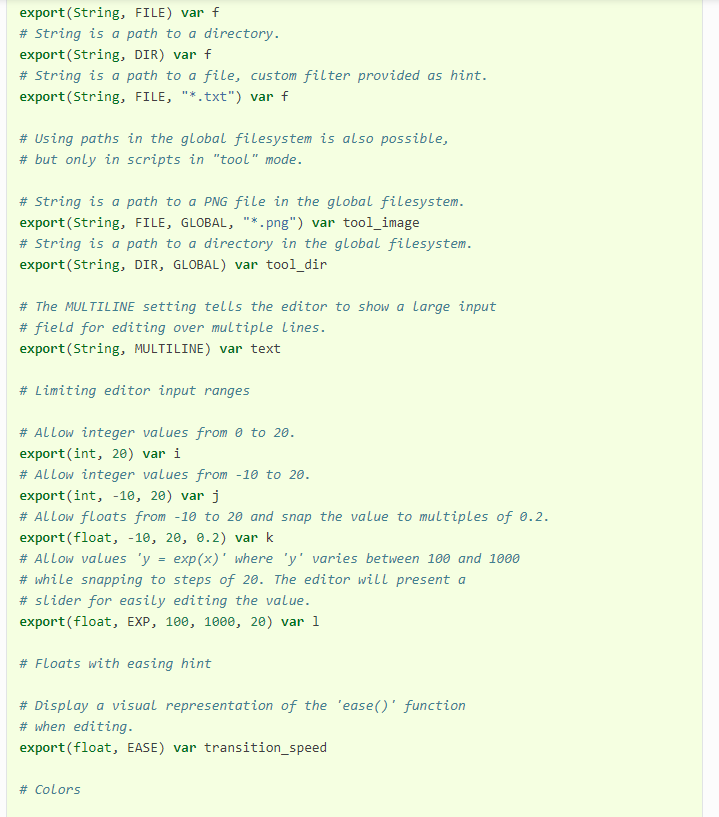 export(String, FILE) var f
# String is a path to a directory.
export(String, DIR) var f
# String is a path to a file, custom filter provided as hint.
export(String, FILE, "*.txt") var f
# Using paths in the global filesystem is also possible,
# but only in scripts in "tool" mode.
# String is a path to a PNG file in the global filesystem.
export(String, FILE, GLOBAL, "*.png") var tool_image
# String is a path to a directory in the global filesystem.
export(String, DIR, GLOBAL) var tool_dir
# The MULTILINE setting tells the editor to show a large input
# field for editing over multiple lines.
export(String, MULTILINE) var text
# Limiting editor input ranges
# Allow integer values from 0 to 20.
export(int, 20) var i
# Allow integer values from -10 to 20.
export(int, -10, 20) var j
# Allow floats from -10 to 20 and snap the value to multiples of 0.2.
export(float, -10, 20, 0.2) var k
# Allow values 'y = exp(x)' where 'y' varies between 100 and 1000
# while snapping to steps of 20. The editor will present a
# slider for easily editing the value.
export(float, EXP, 100, 1000, 20) var l
# Floats with easing hint
# Display a visual representation of the 'ease()' function
# when editing.
export(float, EASE) var transition_speed
# Colors